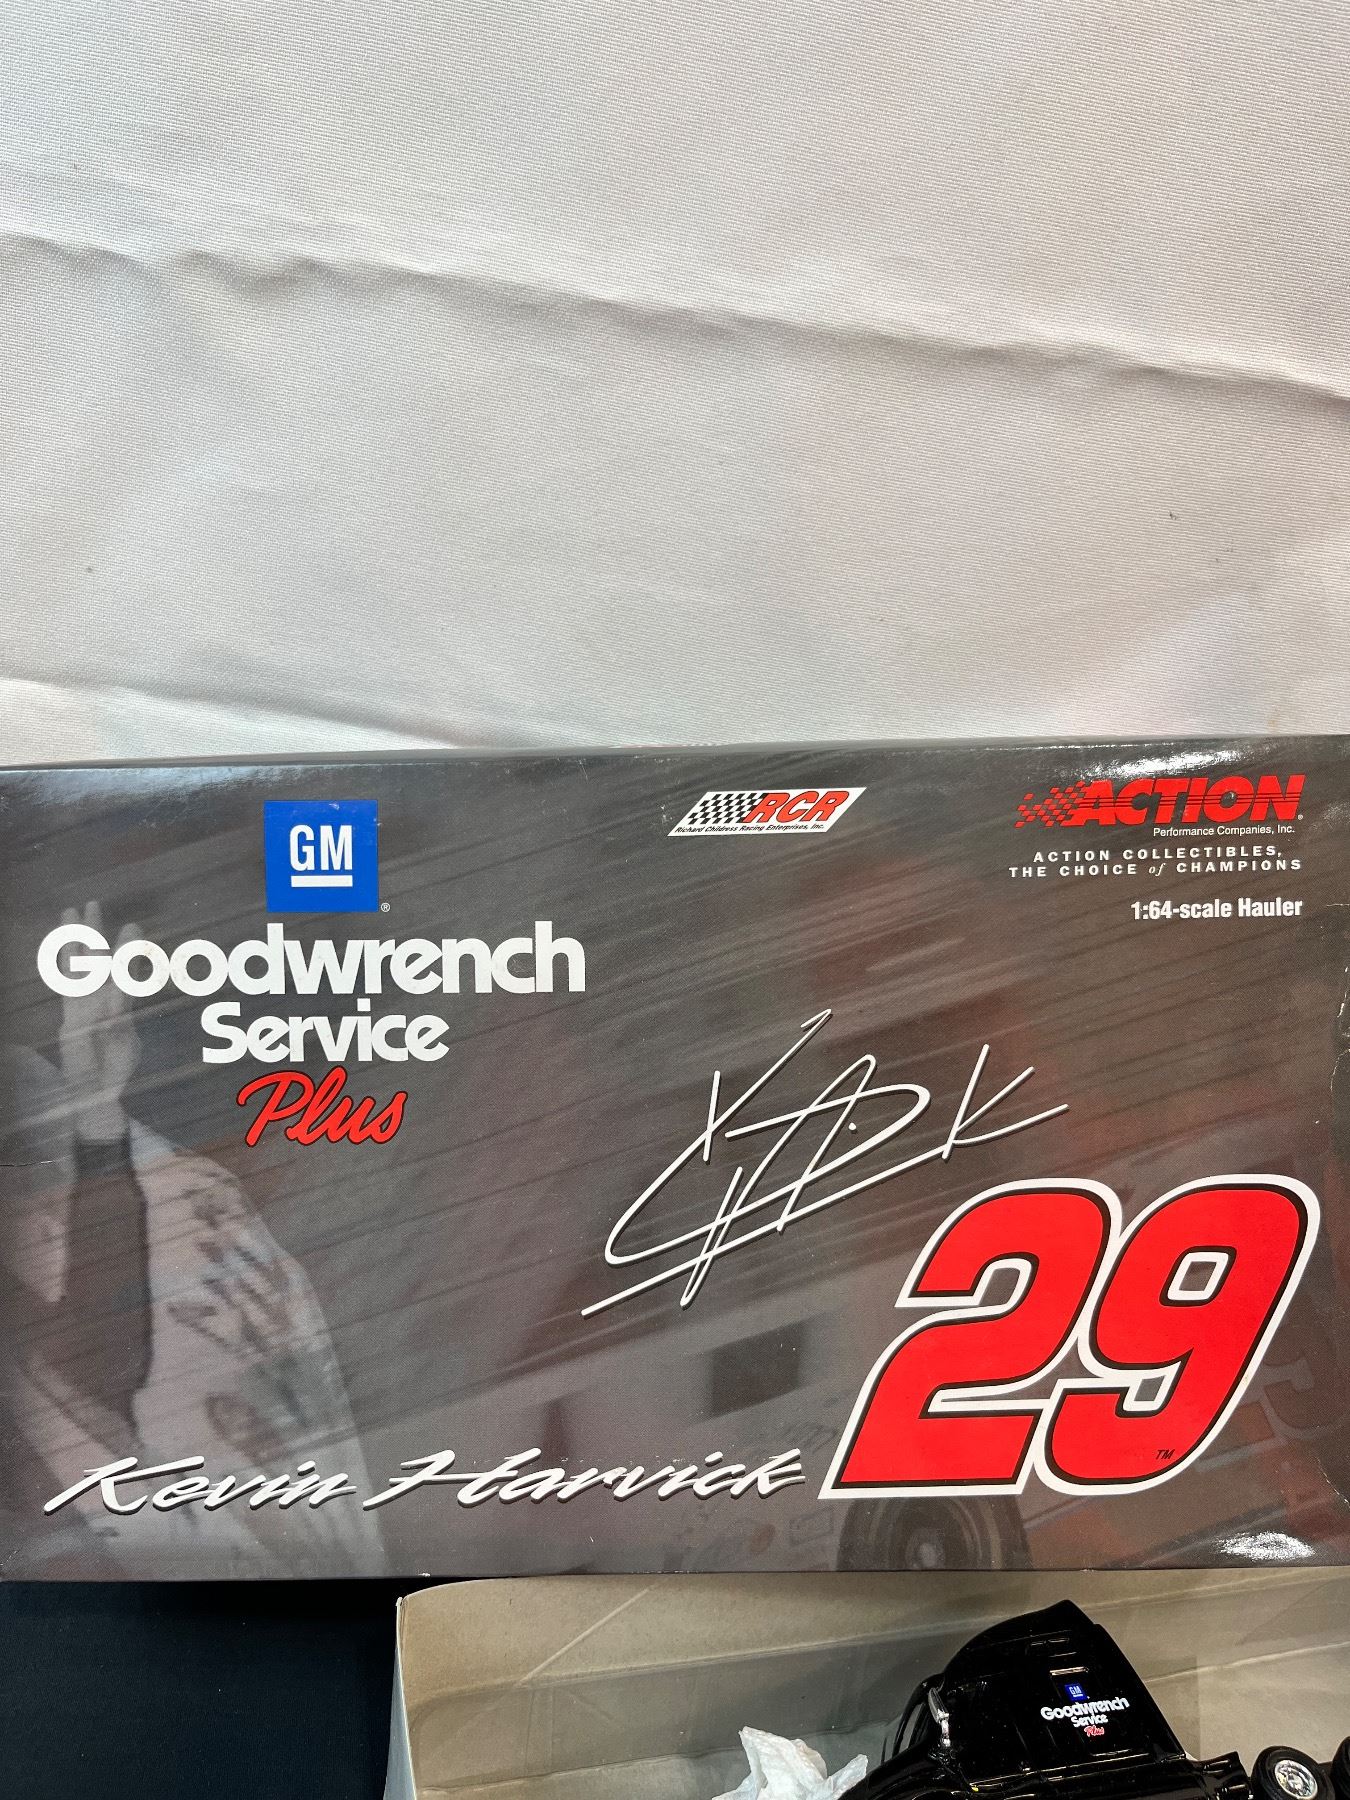 GM
®
Goodwrench
Service
Plus
RCR
Richard Childress Racing Enterprises, Inc.
ACTION®
Performance Companies, Inc.
ACTION COLLECTIBLES,
THE CHOICE of CHAMPIONS
1:64-scale Hauler
29
TM
Kevin Harvick
GM
Goodwrench
Service
Plus